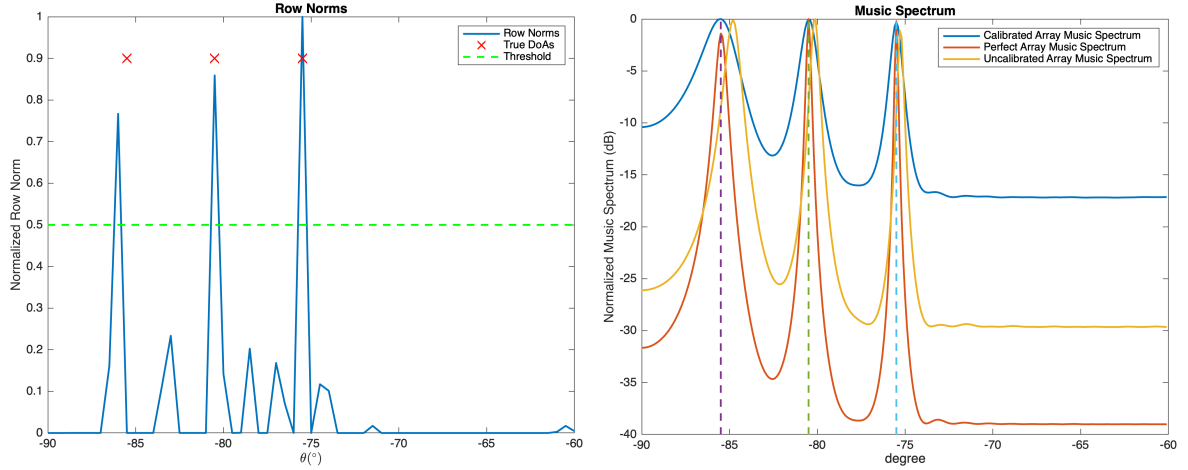 Row Norms
Normalized Row Norm
1
0.9
0.8
0.7
0.6
0.5
0.4
0.3
0.2
0.1
0
Row Norms
True DoAs
Threshold
-90
-85
-80
-75
-70
-65
-60
θ(°)
Music Spectrum
Normalized Music Spectrum (dB)
0
-5
-10
-15
-20
-25
-30
-35
-40
Calibrated Array Music Spectrum
Perfect Array Music Spectrum
Uncalibrated Array Music Spectrum
-90
-85
-80
-75
-70
-65
-60
degree